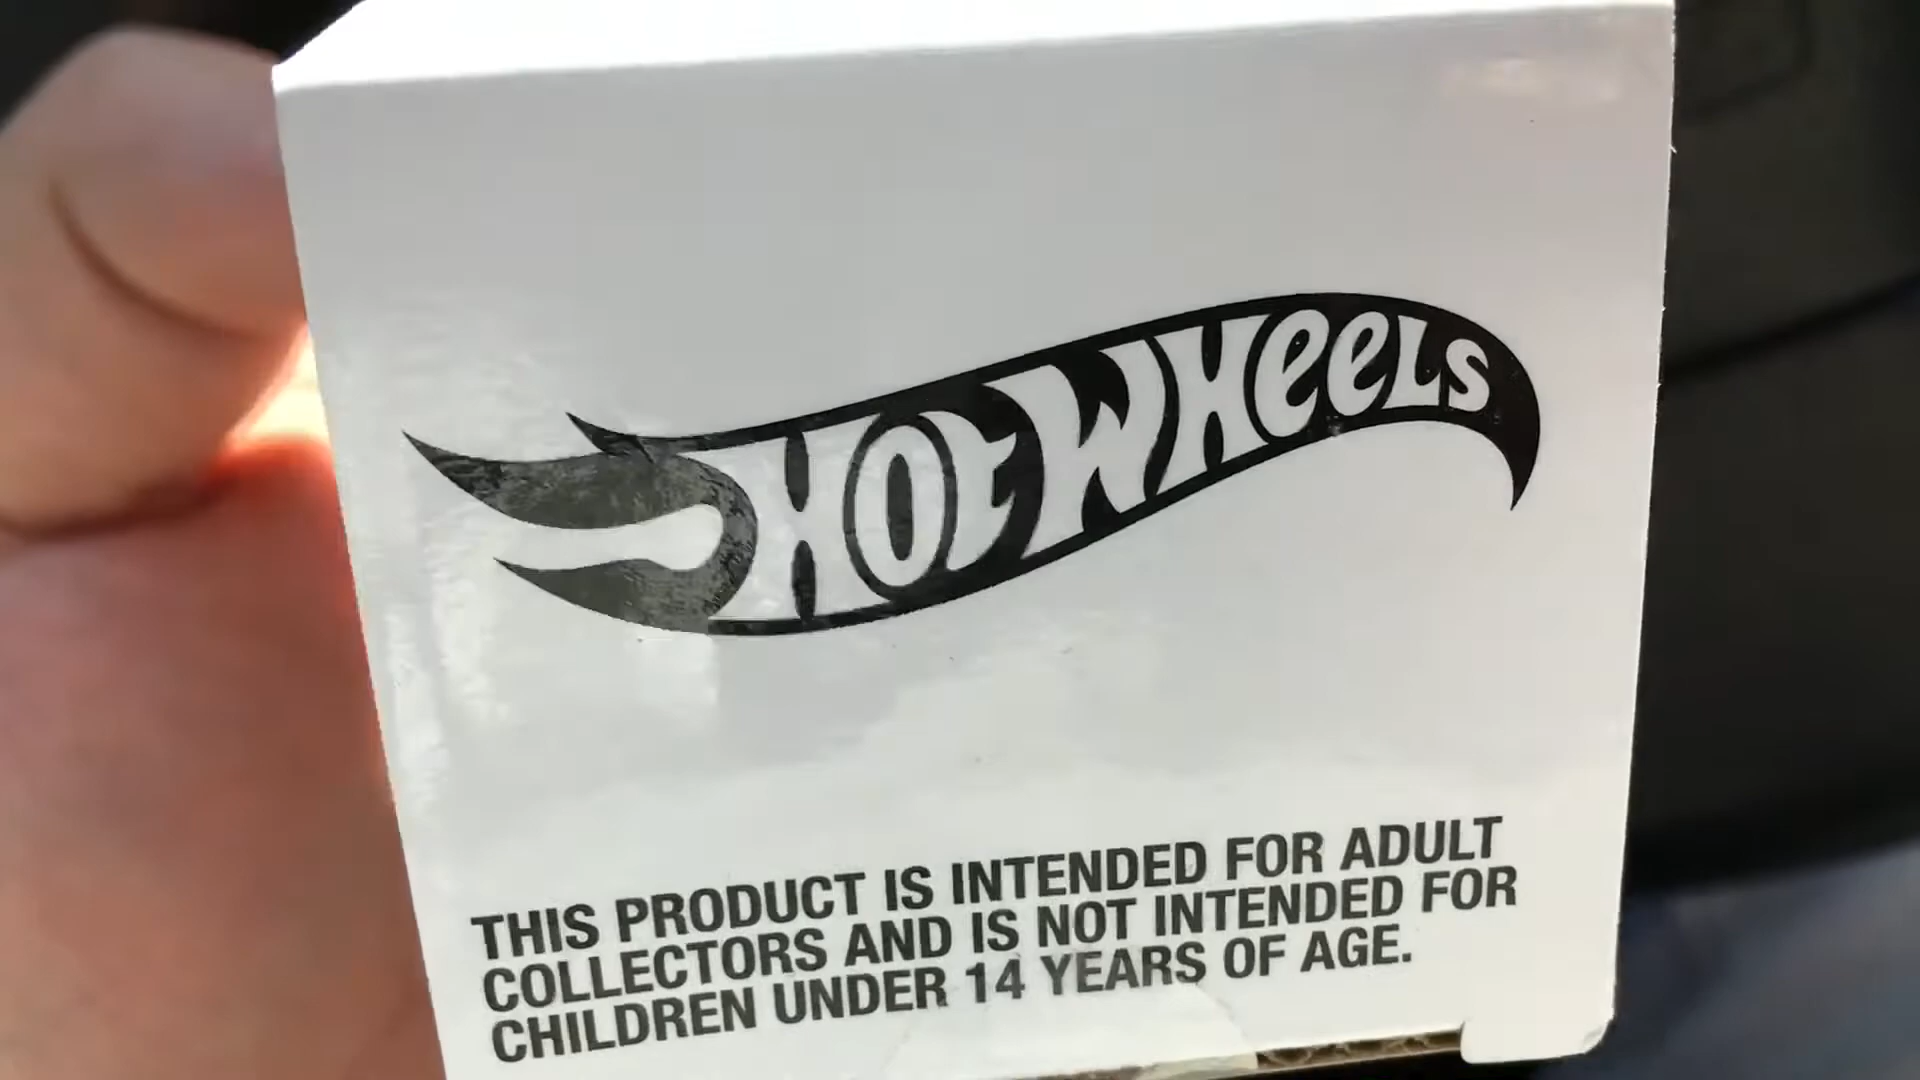 HOT WHEELS
THIS PRODUCT IS INTENDED FOR ADULT
COLLECTORS AND IS NOT INTENDED FOR
CHILDREN UNDER 14 YEARS OF AGE.